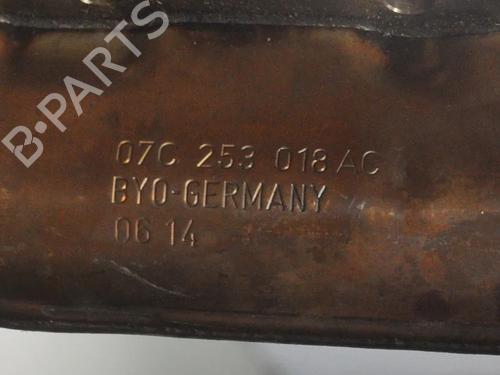 B-PARTS
07C 253 018 AC
BYO-GERMANY
06 14